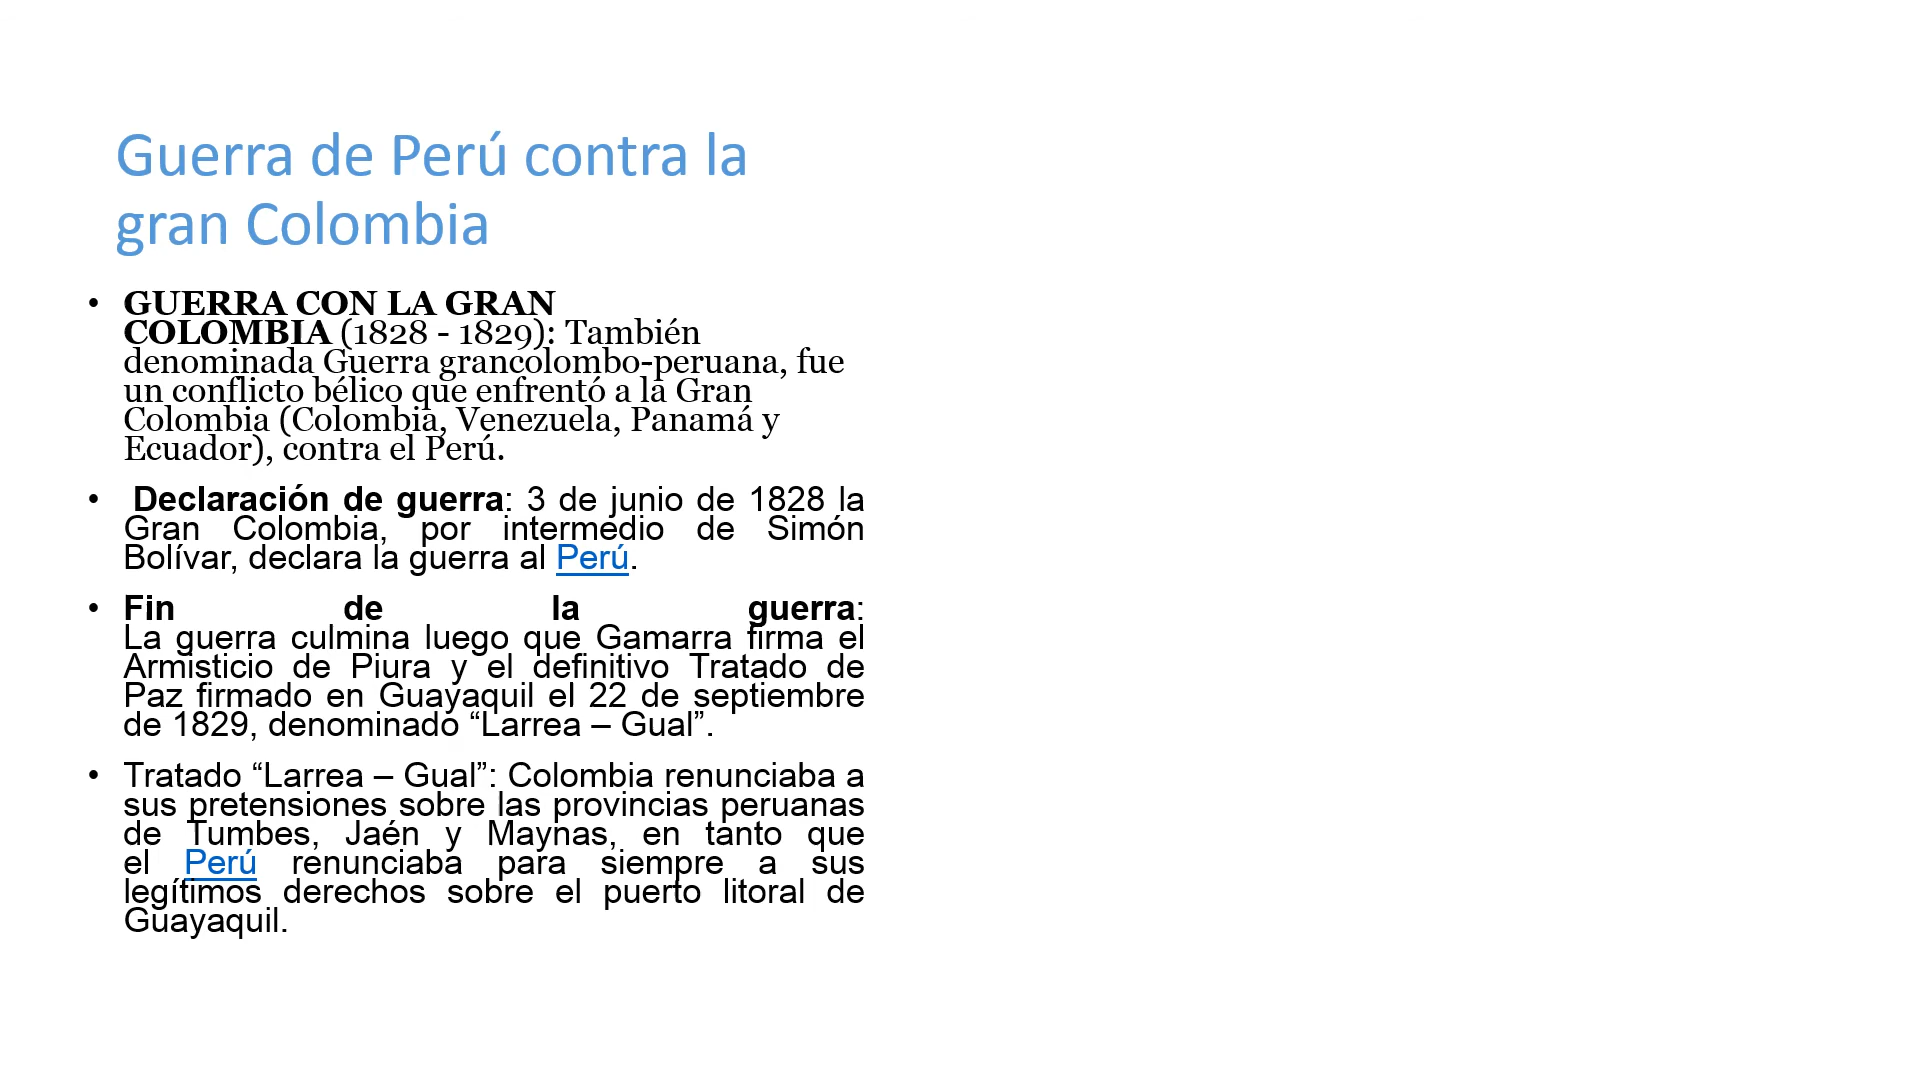 Guerra de Perú contra la
gran Colombia
• GUERRA CON LA GRAN
COLOMBIA (1828 - 1829): También
denominada Guerra grancolombo-peruana, fue
un conflicto bélico que enfrentó a la Gran
Colombia (Colombia, Venezuela, Panamá y
Ecuador), contra el Perú.
• Declaración de guerra: 3 de junio de 1828 la
Gran Colombia, por intermedio de Simón
Bolívar, declara la guerra al Perú.
• Fin de la guerra:
La guerra culmina luego que Gamarra firma el
Armisticio de Piura y el definitivo Tratado de
Paz firmado en Guayaquil el 22 de septiembre
de 1829, denominado “Larrea – Gual”.
• Tratado “Larrea – Gual”: Colombia renunciaba a
sus pretensiones sobre las provincias peruanas
de Tumbes, Jaén y Maynas, en tanto que
el Perú renunciaba para siempre a sus
legítimos derechos sobre el puerto litoral de
Guayaquil.